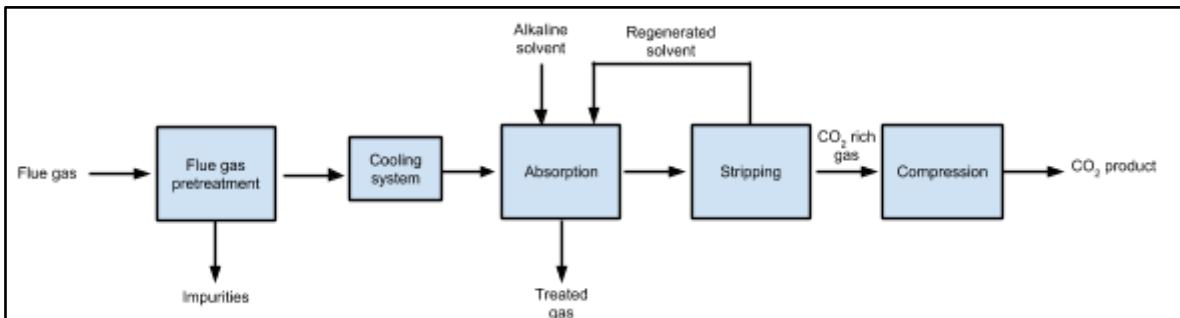 Alkaline
solvent
Regenerated
solvent
Flue gas
Flue gas
pretreatment
Cooling
system
Absorption
Stripping
CO₂ rich
gas
Compression
CO₂ product
Impurities
Treated
gas